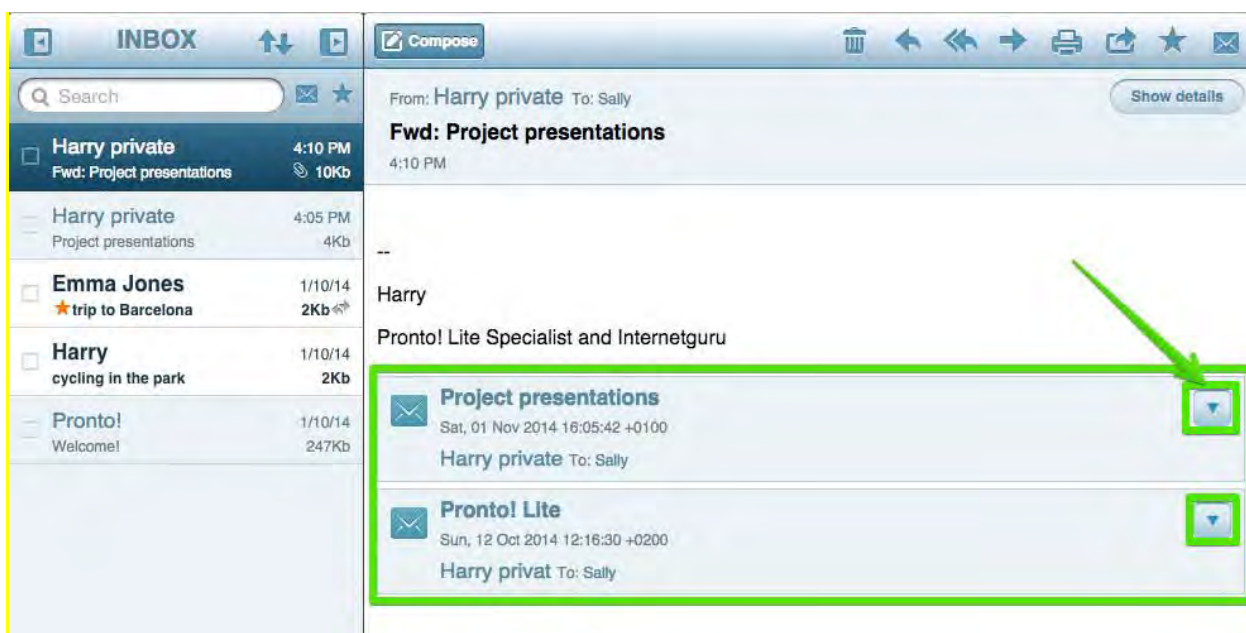 INBOX
Search
Harry private 4:10 PM
Fwd: Project presentations 10Kb
Harry private 4:05 PM
Project presentations 4Kb
Emma Jones 1/10/14
trip to Barcelona 2Kb
Harry 1/10/14
cycling in the park 2Kb
Pronto! 1/10/14
Welcome! 247Kb
Compose
From: Harry private To: Sally Show details
Fwd: Project presentations
4:10 PM
--
Harry
Pronto! Lite Specialist and Internetguru
Project presentations
Sat, 01 Nov 2014 16:05:42 +0100
Harry private To: Sally
Pronto! Lite
Sun, 12 Oct 2014 12:16:30 +0200
Harry privat To: Sally